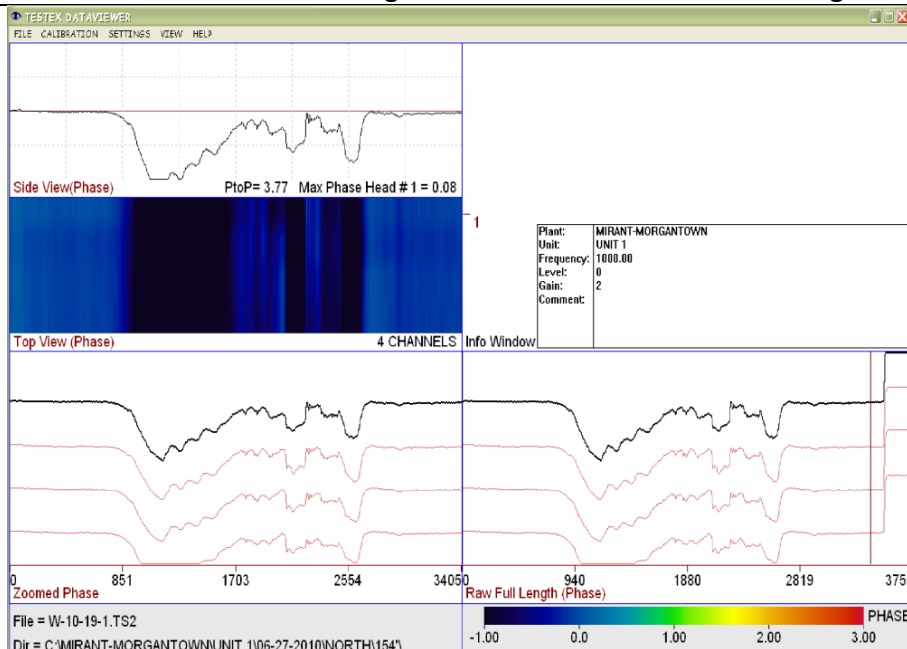 TESTEX DATAVIEWER
FILE CALIBRATION SETTINGS VIEW HELP
Side View(Phase) PtoP= 3.77 Max Phase Head # 1 = 0.08
1
Plant: MIRANT-MORGANTOWN
Unit: UNIT 1
Frequency: 1000.00
Level: 0
Gain: 2
Comment:
Top View (Phase) 4 CHANNELS Info Window
0 851 1703 2554 3405 0 940 1880 2819 375
Zoomed Phase Raw Full Length (Phase)
File = W-10-19-1.TS2
PHASE
-1.00 0.0 1.00 2.00 3.00
Dir = C:\MIRANT-MORGANTOWN\UNIT 1\06-27-2010\NORTH\154'\